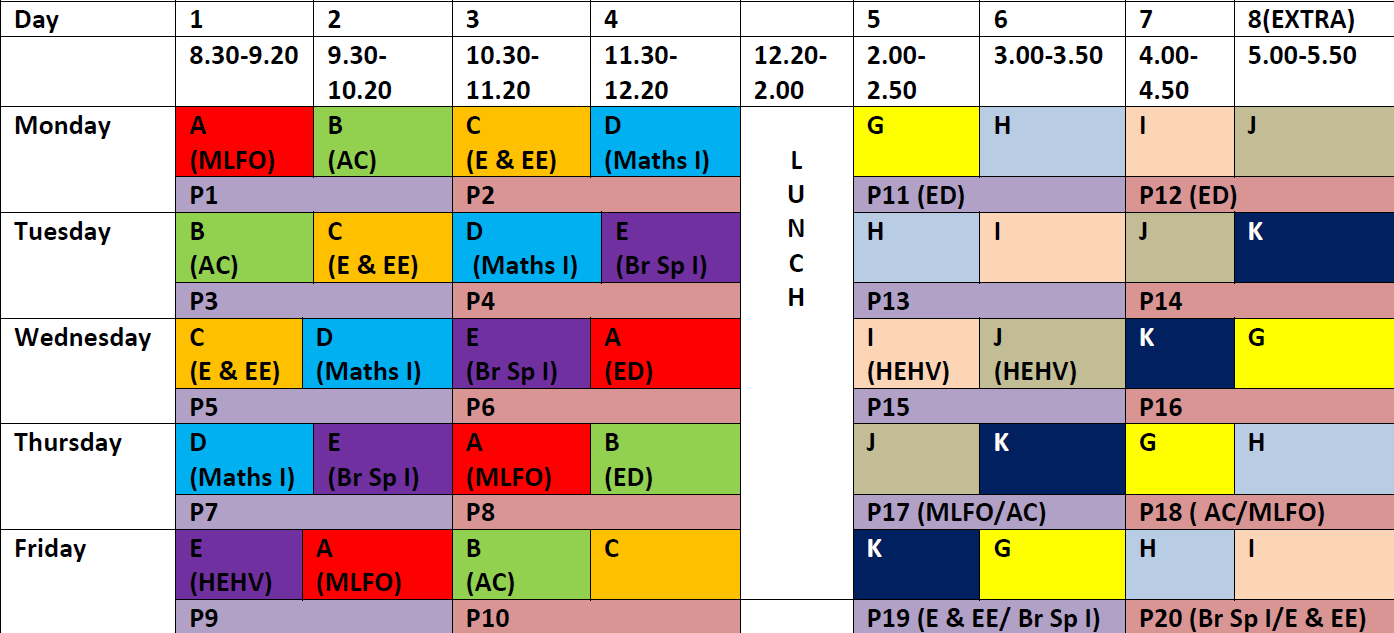 Day 1 2 3 4 5 6 7 8(EXTRA)
8.30-9.20 9.30- 10.30- 11.30- 12.20- 2.00- 3.00-3.50 4.00- 5.00-5.50
10.20 11.20 12.20 2.00 2.50 4.50
Monday A B C D G H I J
(MLFO) (AC) (E & EE) (Maths I) L
P1 P2 U P11 (ED) P12 (ED)
Tuesday B C D E N H I J K
(AC) (E & EE) (Maths I) (Br Sp I) C
P3 P4 H P13 P14
Wednesday C D E A I J K G
(E & EE) (Maths I) (Br Sp I) (ED) (HEHV) (HEHV)
P5 P6 P15 P16
Thursday D E A B J K G H
(Maths I) (Br Sp I) (MLFO) (ED)
P7 P8 P17 (MLFO/AC) P18 ( AC/MLFO)
Friday E A B C K G H I
(HEHV) (MLFO) (AC)
P9 P10 P19 (E & EE/ Br Sp I) P20 (Br Sp I/E & EE)